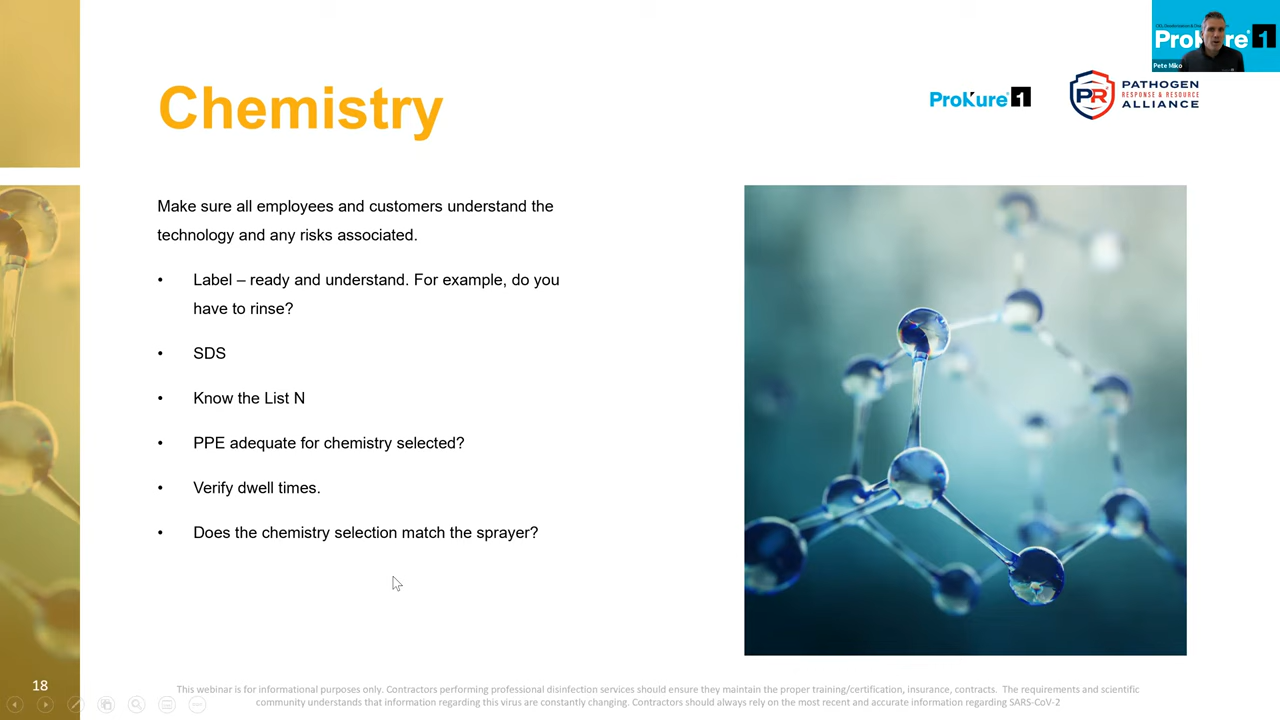 ProKure 1
Pete Miko
Chemistry
ProKure 1
PR
PATHOGEN
RESPONSE & RESOURCE
ALLIANCE
Make sure all employees and customers understand the
technology and any risks associated.
• Label – ready and understand. For example, do you
have to rinse?
• SDS
• Know the List N
• PPE adequate for chemistry selected?
• Verify dwell times.
• Does the chemistry selection match the sprayer?
18
This webinar is for informational purposes only. Contractors performing professional disinfection services should ensure they maintain the proper training/certification, insurance, contracts. The requirements and scientific
community understands that information regarding this virus are constantly changing. Contractors should always rely on the most recent and accurate information regarding SARS-CoV-2